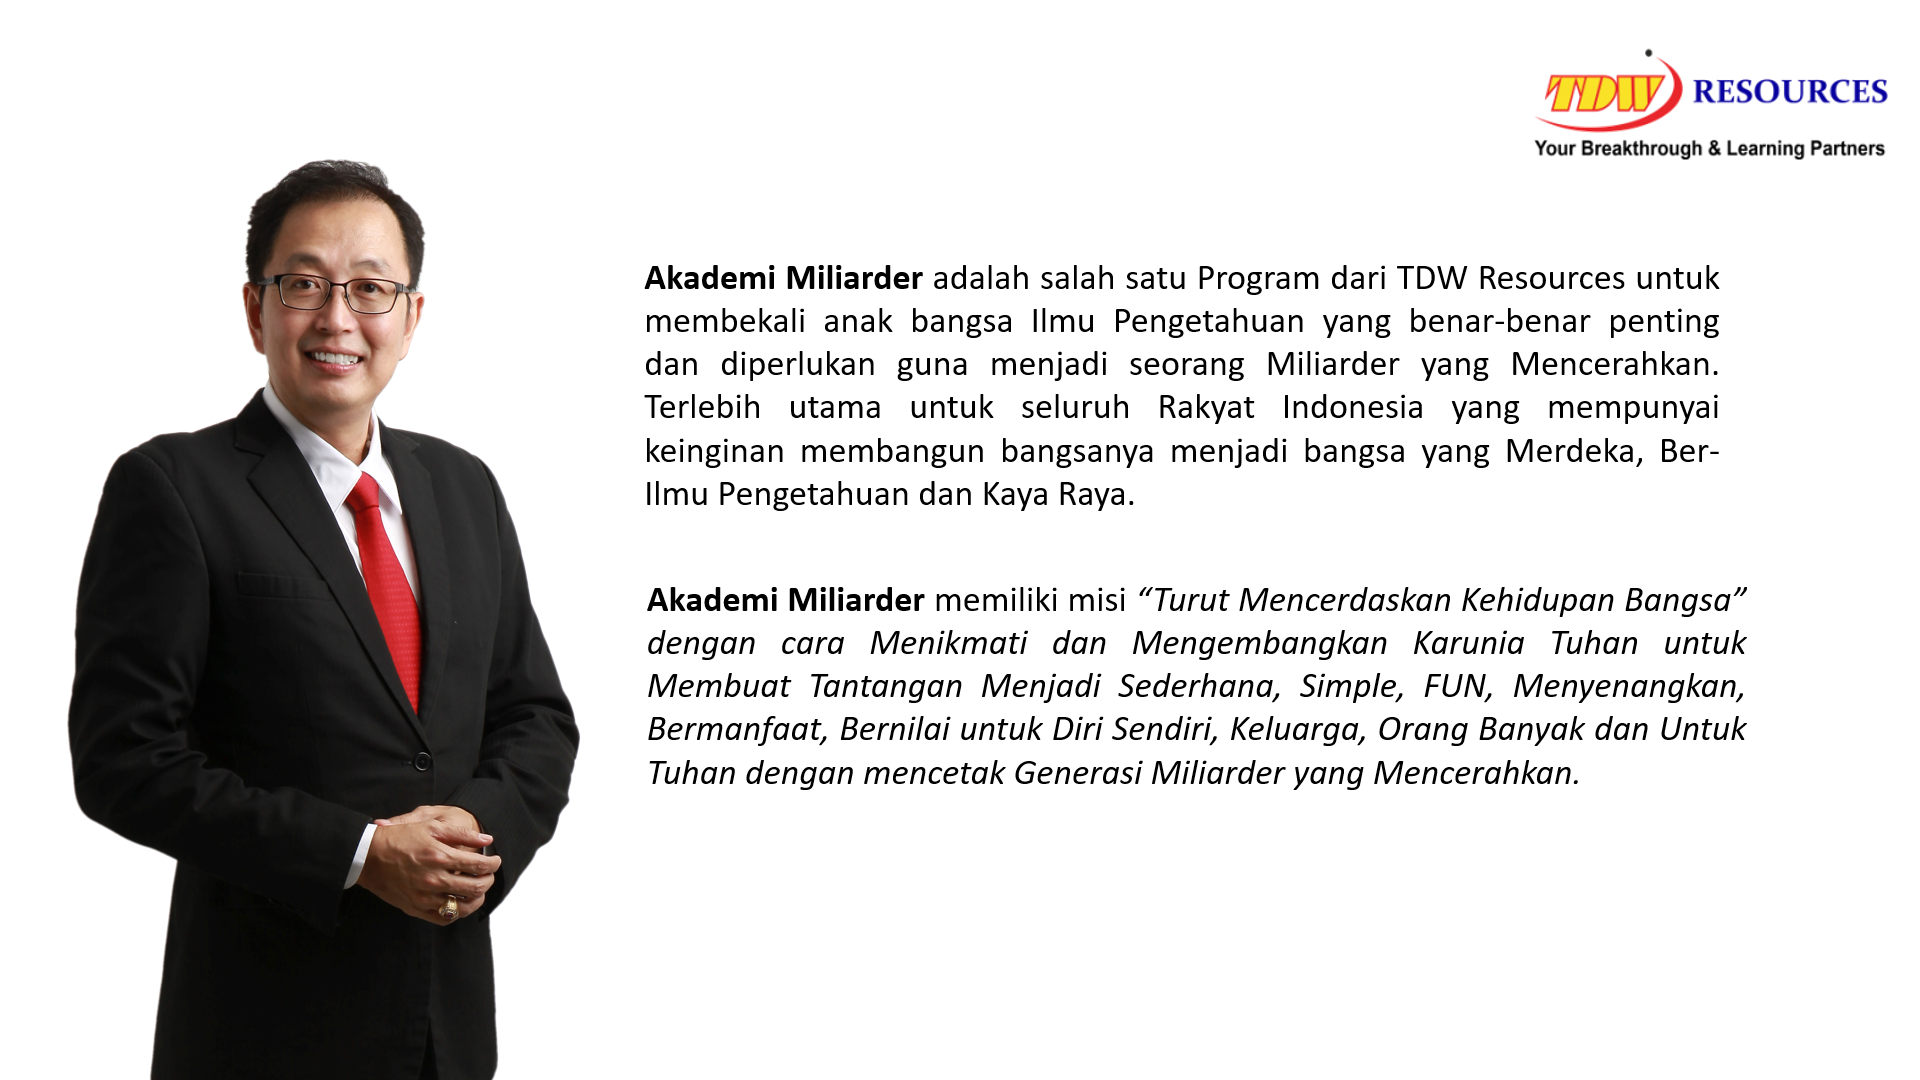 TDW RESOURCES
Your Breakthrough & Learning Partners
Akademi Miliarder adalah salah satu Program dari TDW Resources untuk
membekali anak bangsa Ilmu Pengetahuan yang benar-benar penting
dan diperlukan guna menjadi seorang Miliarder yang Mencerahkan.
Terlebih utama untuk seluruh Rakyat Indonesia yang mempunyai
keinginan membangun bangsanya menjadi bangsa yang Merdeka, Ber-
Ilmu Pengetahuan dan Kaya Raya.
Akademi Miliarder memiliki misi “Turut Mencerdaskan Kehidupan Bangsa”
dengan cara Menikmati dan Mengembangkan Karunia Tuhan untuk
Membuat Tantangan Menjadi Sederhana, Simple, FUN, Menyenangkan,
Bermanfaat, Bernilai untuk Diri Sendiri, Keluarga, Orang Banyak dan Untuk
Tuhan dengan mencetak Generasi Miliarder yang Mencerahkan.